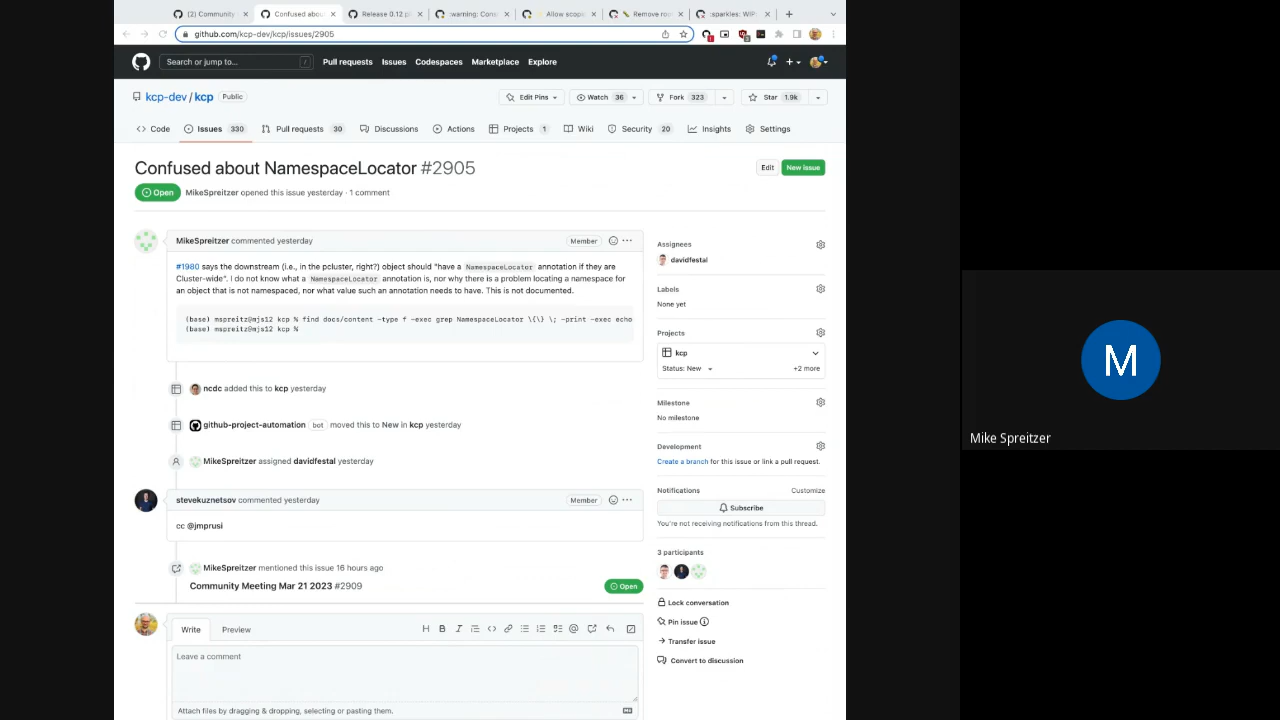 (2) Community
Confused abou
Release 0.12 p
:warning: Cons
Allow scope
Remove roo
:sparkles: WIP
github.com/kcp-dev/kcp/issues/2905
Search or jump to... /
Pull requests
Issues
Codespaces
Marketplace
Explore
kcp-dev / kcp Public
Edit Pins
Watch 36
Fork 323
Star 1.9k
Code
Issues 330
Pull requests 30
Discussions
Actions
Projects 1
Wiki
Security 20
Insights
Settings
Confused about NamespaceLocator #2905
Edit
New issue
Open
MikeSpreitzer opened this issue yesterday · 1 comment
MikeSpreitzer commented yesterday
Member
#1980 says the downstream (i.e., in the pcluster, right?) object should "have a NamespaceLocator annotation if they are
Cluster-wide". I do not know what a NamespaceLocator annotation is, nor why there is a problem locating a namespace for
an object that is not namespaced, nor what value such an annotation needs to have. This is not documented.
(base) mspreitz@mjs12 kcp % find docs/content -type f -exec grep NamespaceLocator \{\} \; -print -exec echo
(base) mspreitz@mjs12 kcp %
ncdc added this to kcp yesterday
github-project-automation bot moved this to New in kcp yesterday
MikeSpreitzer assigned davidfestal yesterday
stevekuznetsov commented yesterday
Member
cc @jmprusi
MikeSpreitzer mentioned this issue 16 hours ago
Community Meeting Mar 21 2023 #2909
Open
Write
Preview
Leave a comment
Attach files by dragging & dropping, selecting or pasting them.
Assignees
davidfestal
Labels
None yet
Projects
kcp
Status: New
+2 more
Milestone
No milestone
Development
Create a branch for this issue or link a pull request.
Notifications
Customize
Subscribe
You're not receiving notifications from this thread.
3 participants
Lock conversation
Pin issue
Transfer issue
Convert to discussion
M
Mike Spreitzer